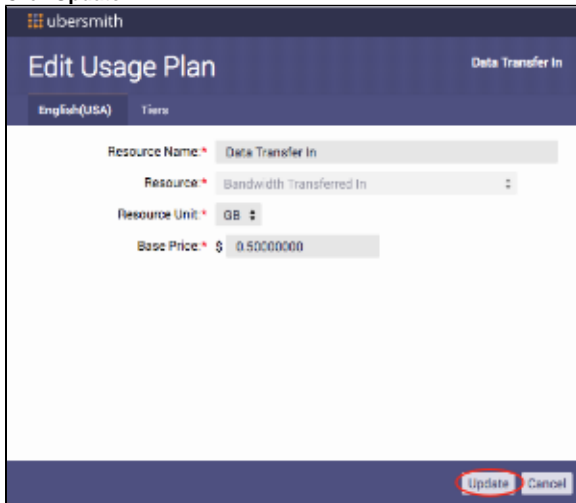 ubersmith
Edit Usage Plan
Data Transfer In
English(USA) Tiers
Resource Name:* Data Transfer In
Resource:* Bandwidth Transferred In
Resource Unit:* GB
Base Price:* $ 0.50000000
Update Cancel